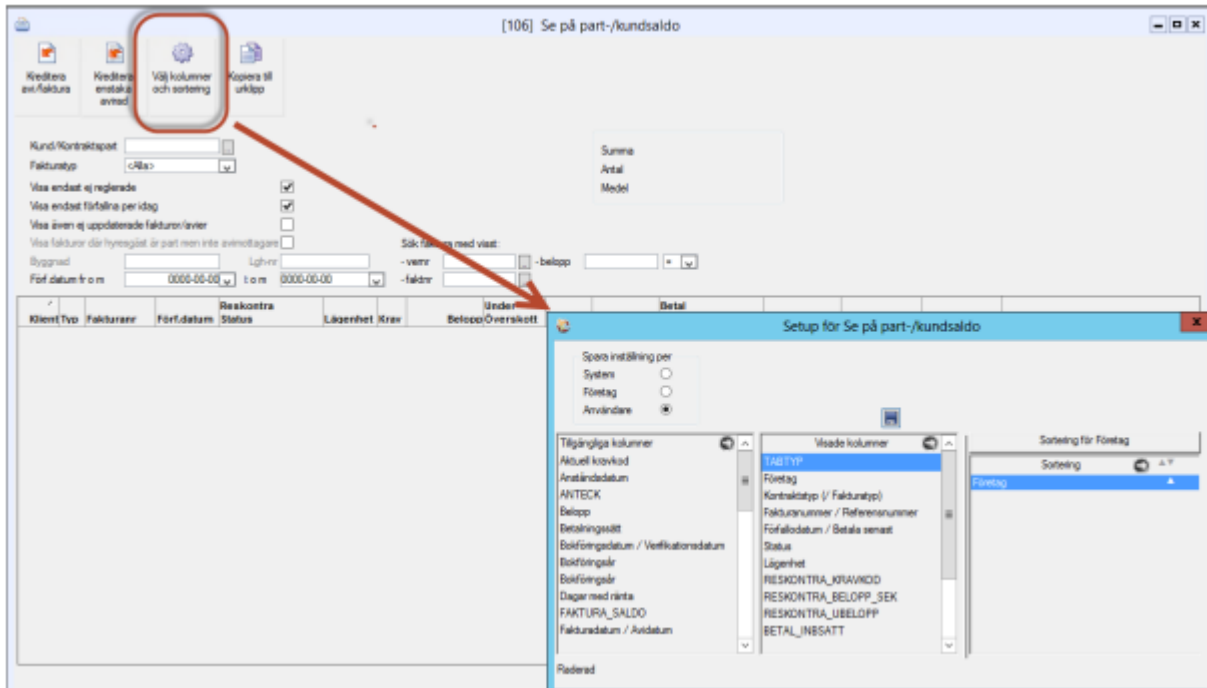 [106] Se på part-/kundsaldo
Kreditera avi/faktura
Kreditera enstaka avirad
Välj kolumner och sortering
Kopiera till urklipp
Kund/Kontraktspart
Fakturatyp <Alla>
Visa endast ej reglerade
Visa endast förfallna per idag
Visa även ej uppdaterade fakturor/avier
Visa fakturor där hyresgäst är part men inte avimottagare
Byggnad Lgh-nr
Förf.datum fr o m 0000-00-00 t o m 0000-00-00
Summa
Antal
Medel
Sök faktura med visst:
- vernr - belopp =
- faktnr
Klient Typ Fakturanr Förf.datum Reskontra Status Lägenhet Krav Belopp Under Överskott Betal
Setup för Se på part-/kundsaldo
Spara inställning per
System
Företag
Användare
Tillgängliga kolumner
Aktuell kravkod
Anståndsdatum
ANTECK
Belopp
Betalningssätt
Bokföringsdatum / Verifikationsdatum
Bokföringsår
Bokföringsår
Dagar med ränta
FAKTURA_SALDO
Fakturadatum / Avidatum
Visade kolumner
TABTYP
Företag
Kontraktstyp (/ Fakturatyp)
Fakturanummer / Referensnummer
Förfallodatum / Betala senast
Status
Lägenhet
RESKONTRA_KRAVKOD
RESKONTRA_BELOPP_SEK
RESKONTRA_UBELOPP
BETAL_INBSATT
Sortering för Företag
Sortering
Företag
Raderad